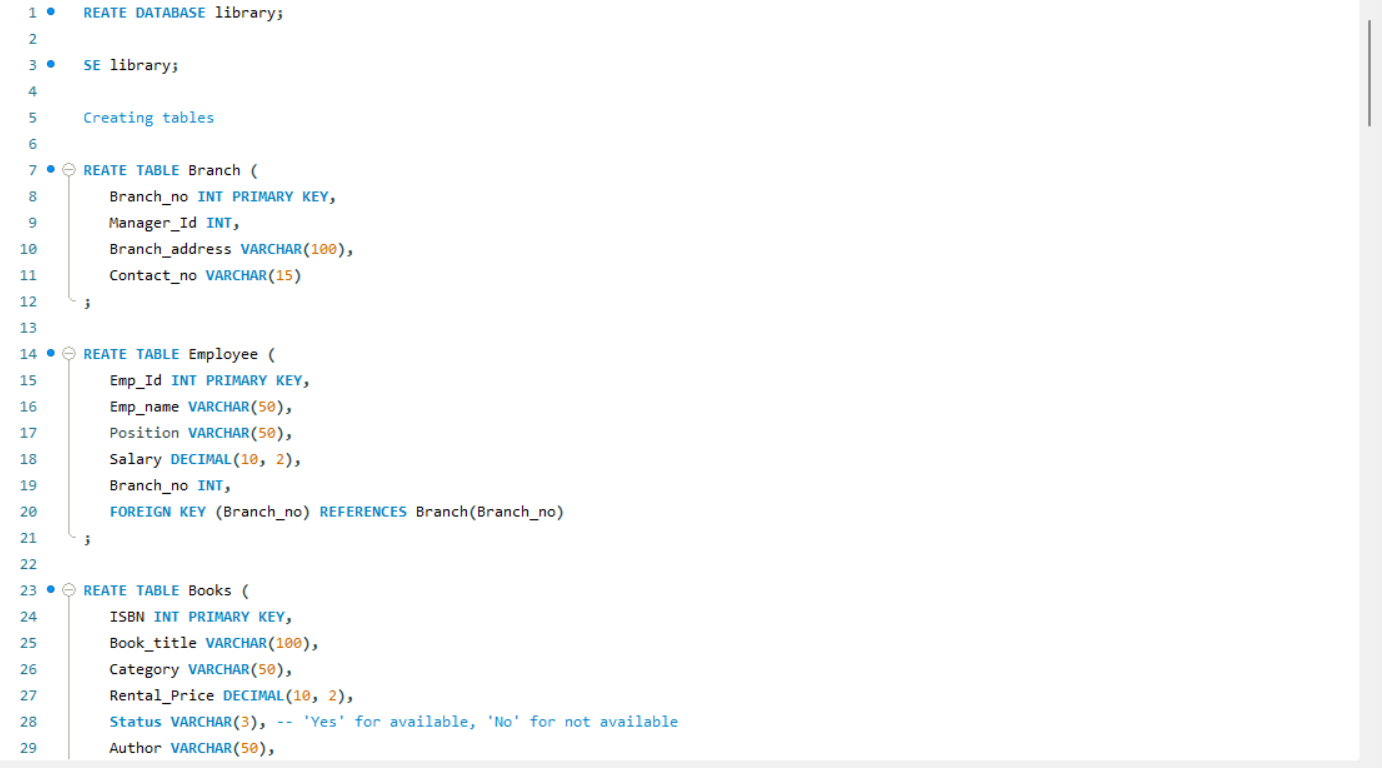 1 REATE DATABASE library;
2
3 SE library;
4
5 Creating tables
6
7 REATE TABLE Branch (
8 Branch_no INT PRIMARY KEY,
9 Manager_Id INT,
10 Branch_address VARCHAR(100),
11 Contact_no VARCHAR(15)
12 ;
13
14 REATE TABLE Employee (
15 Emp_Id INT PRIMARY KEY,
16 Emp_name VARCHAR(50),
17 Position VARCHAR(50),
18 Salary DECIMAL(10, 2),
19 Branch_no INT,
20 FOREIGN KEY (Branch_no) REFERENCES Branch(Branch_no)
21 ;
22
23 REATE TABLE Books (
24 ISBN INT PRIMARY KEY,
25 Book_title VARCHAR(100),
26 Category VARCHAR(50),
27 Rental_Price DECIMAL(10, 2),
28 Status VARCHAR(3), -- 'Yes' for available, 'No' for not available
29 Author VARCHAR(50),